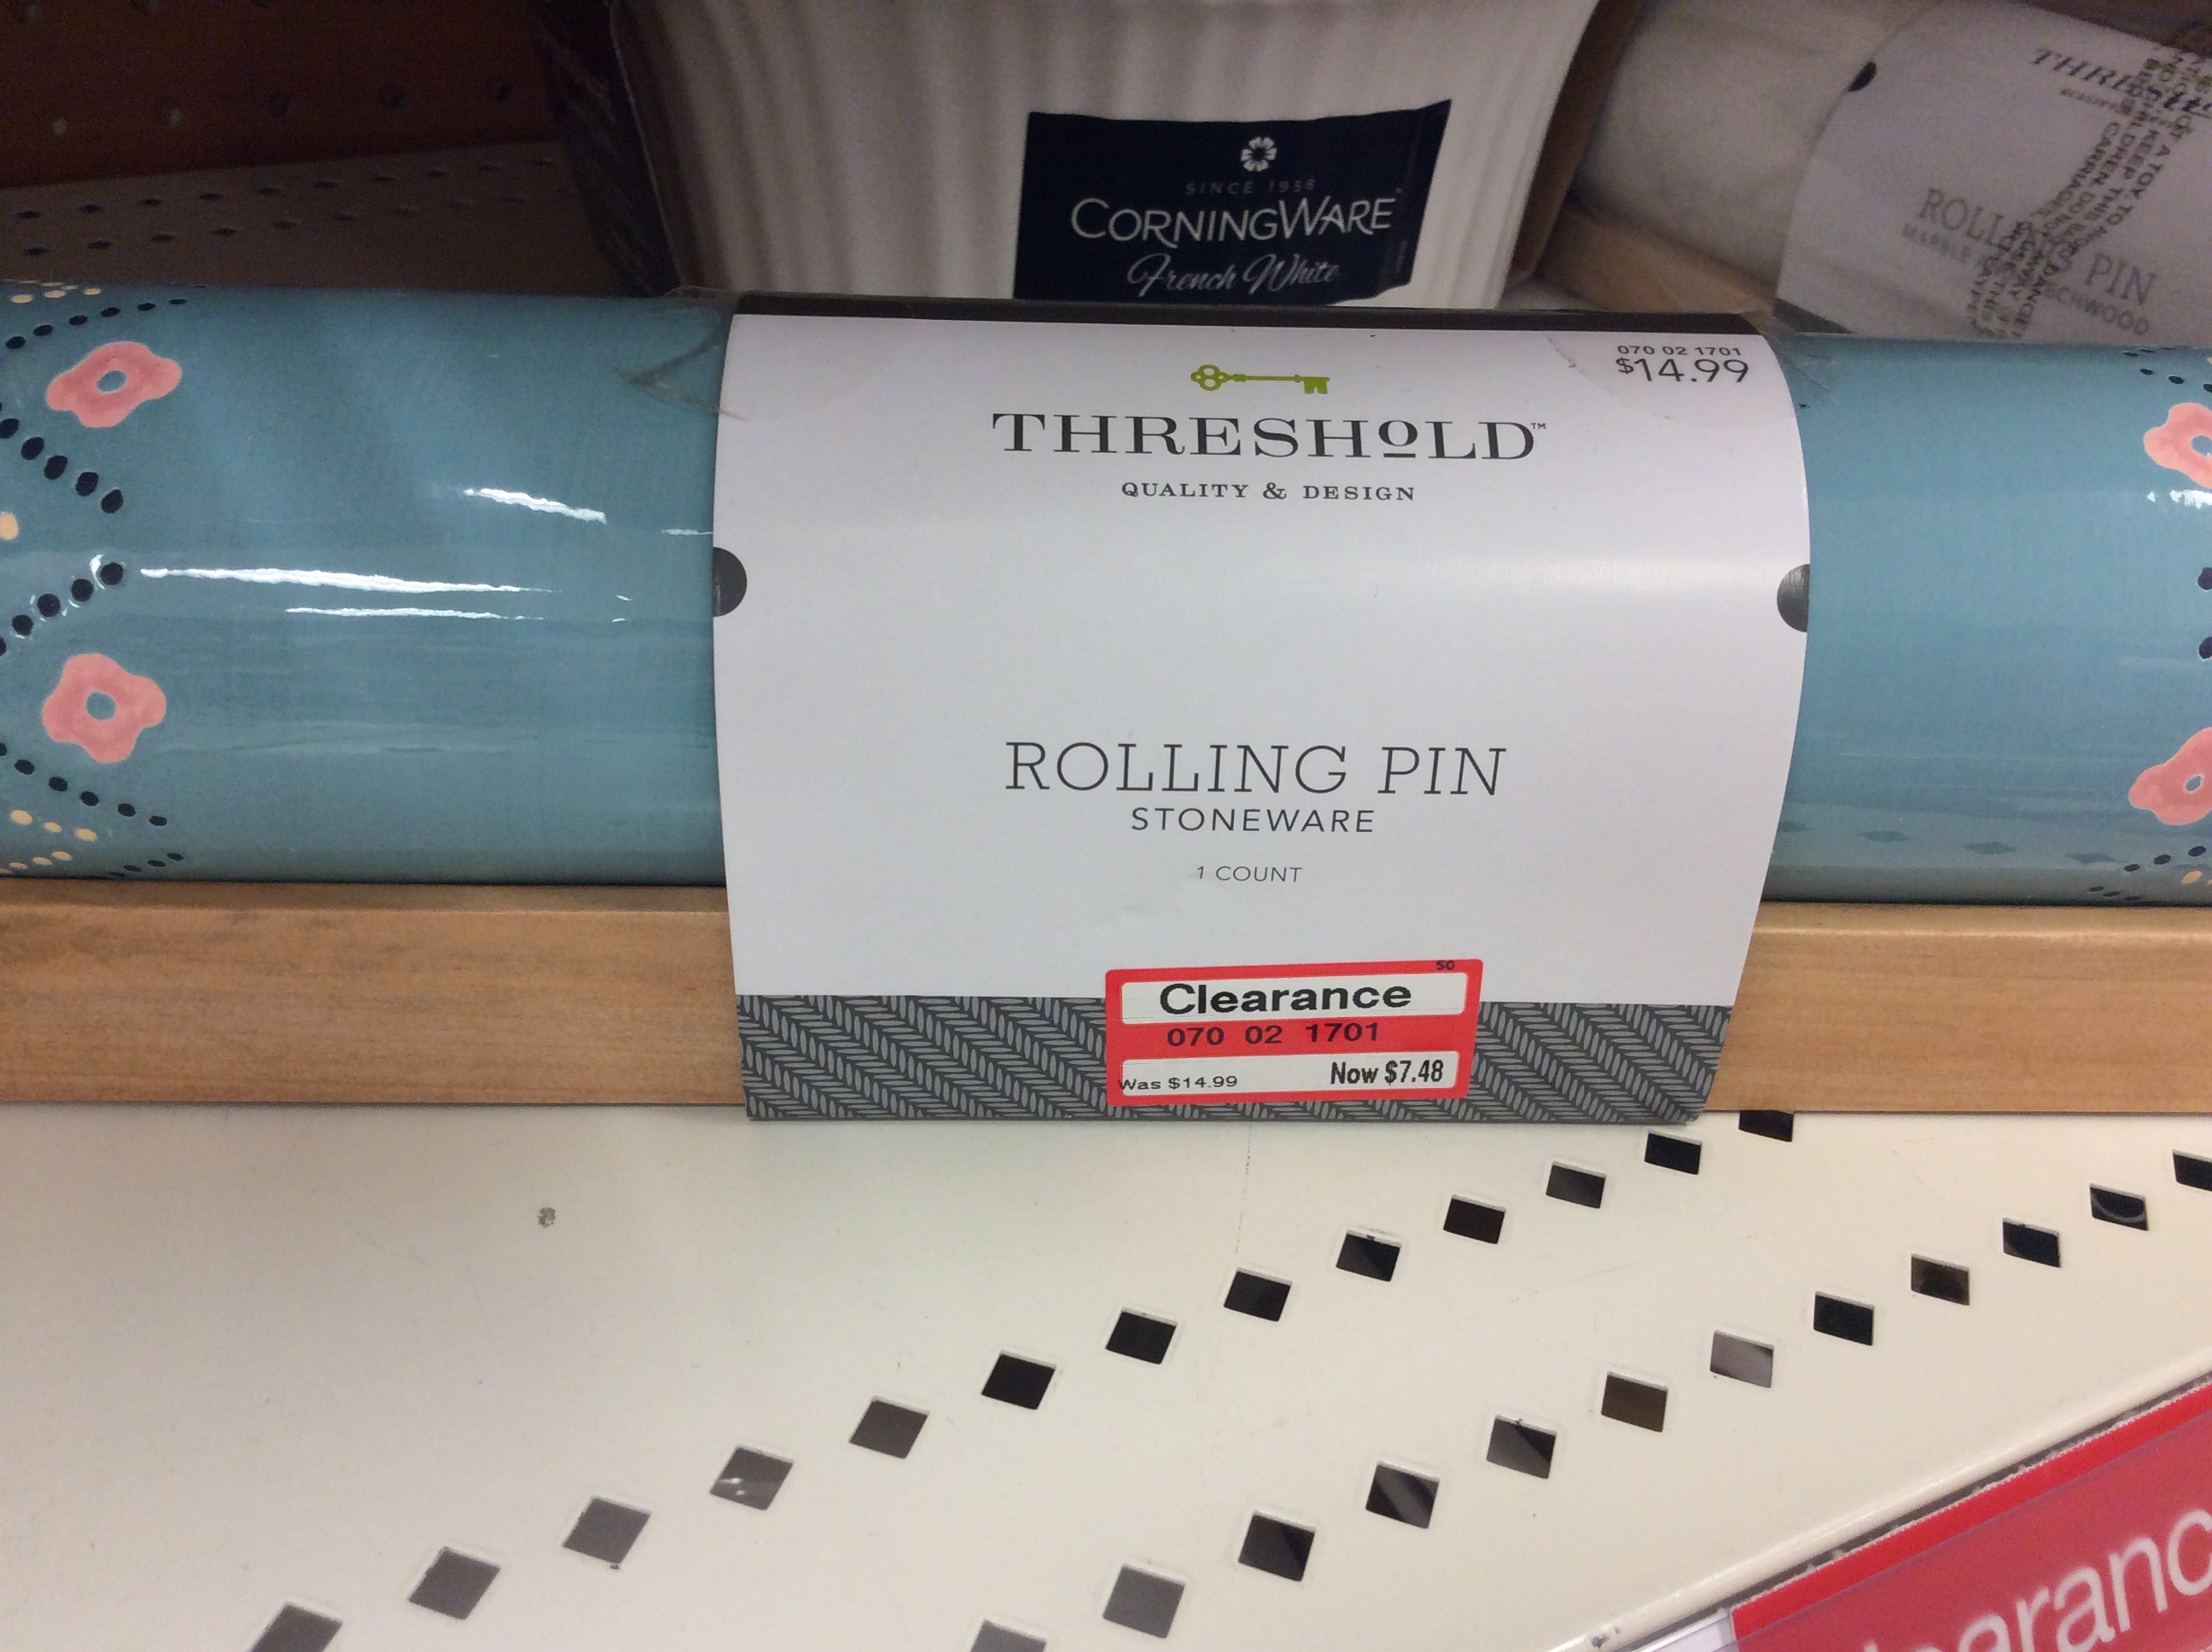 SINCE 1958
CORNINGWARE
French White
THRESHOLD
ROLLING PIN
070 02 1701
$14.99
THRESHOLD™
QUALITY & DESIGN
ROLLING PIN
STONEWARE
1 COUNT
50
Clearance
070 02 1701
Was $14.99 Now $7.48